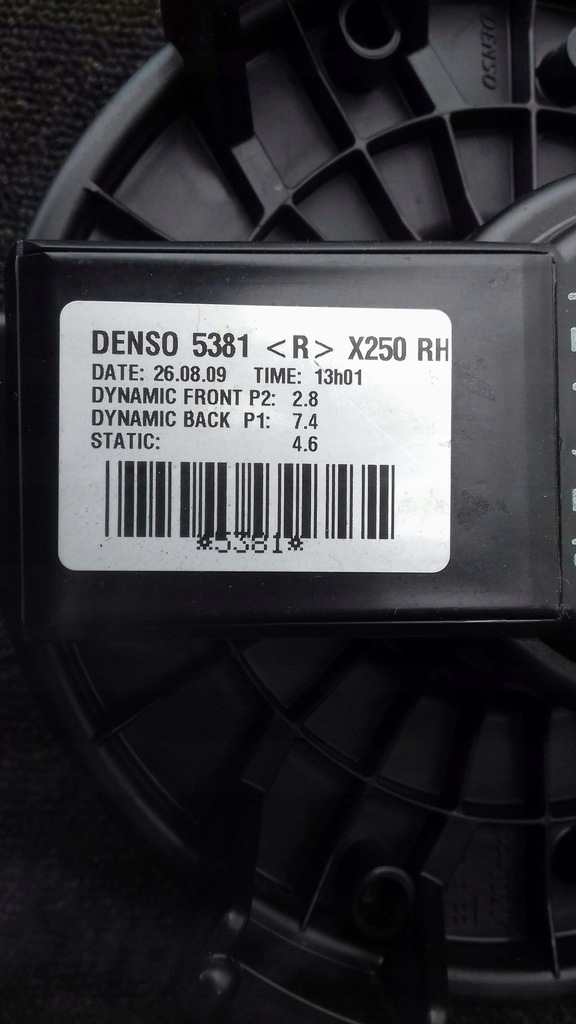 DENSO
DENSO 5381 <R> X250 RH
DATE: 26.08.09 TIME: 13h01
DYNAMIC FRONT P2: 2.8
DYNAMIC BACK P1: 7.4
STATIC: 4.6
*5381*